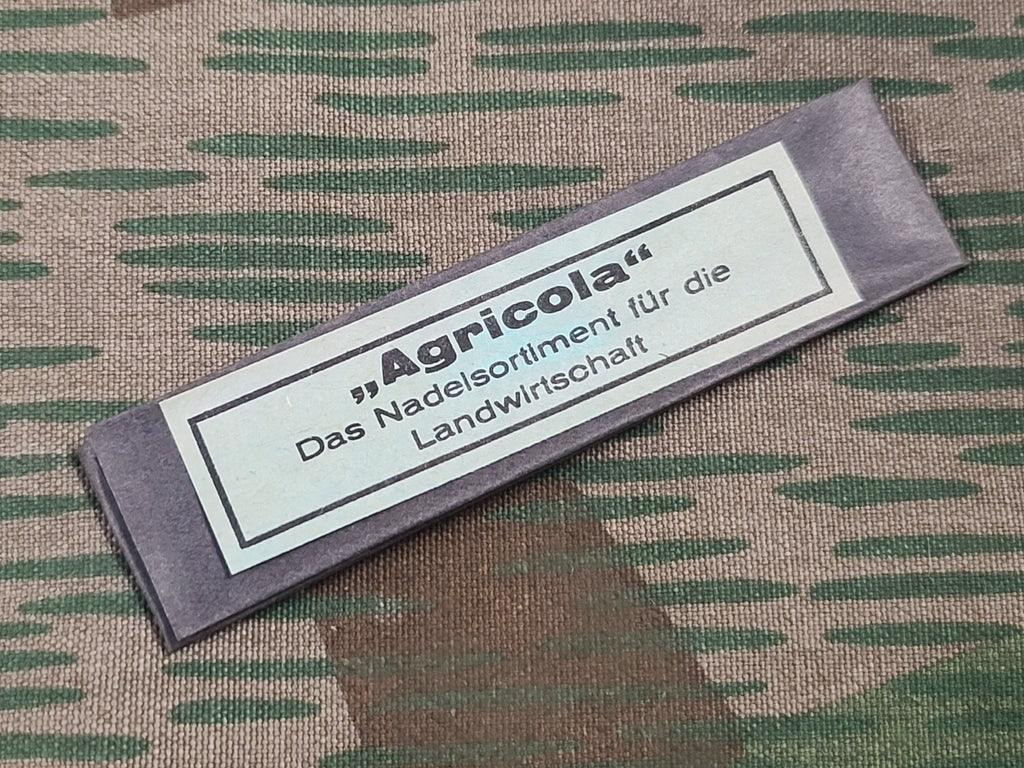 „Agricola“
Das Nadelsortiment für die
Landwirtschaft